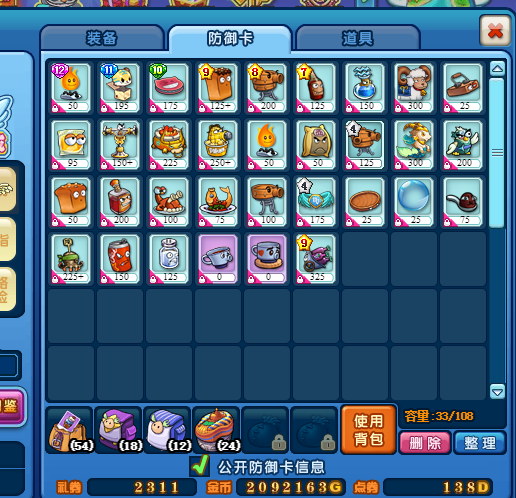 装备 防御卡 道具
12 11 10 9 8 7
50 195 175 125+ 200 125 150 300 25
4
95 150+ 225 250+ 50 50 125 300 200
4
50 200 100 75 100 175 25 25 75
9
225+ 150 125 0 0 325
(54) (18) (12) (24)
使用
背包
容量:33/108
删除 整理
公开防御卡信息
礼券 2311 金币 2092163G 点券 138D